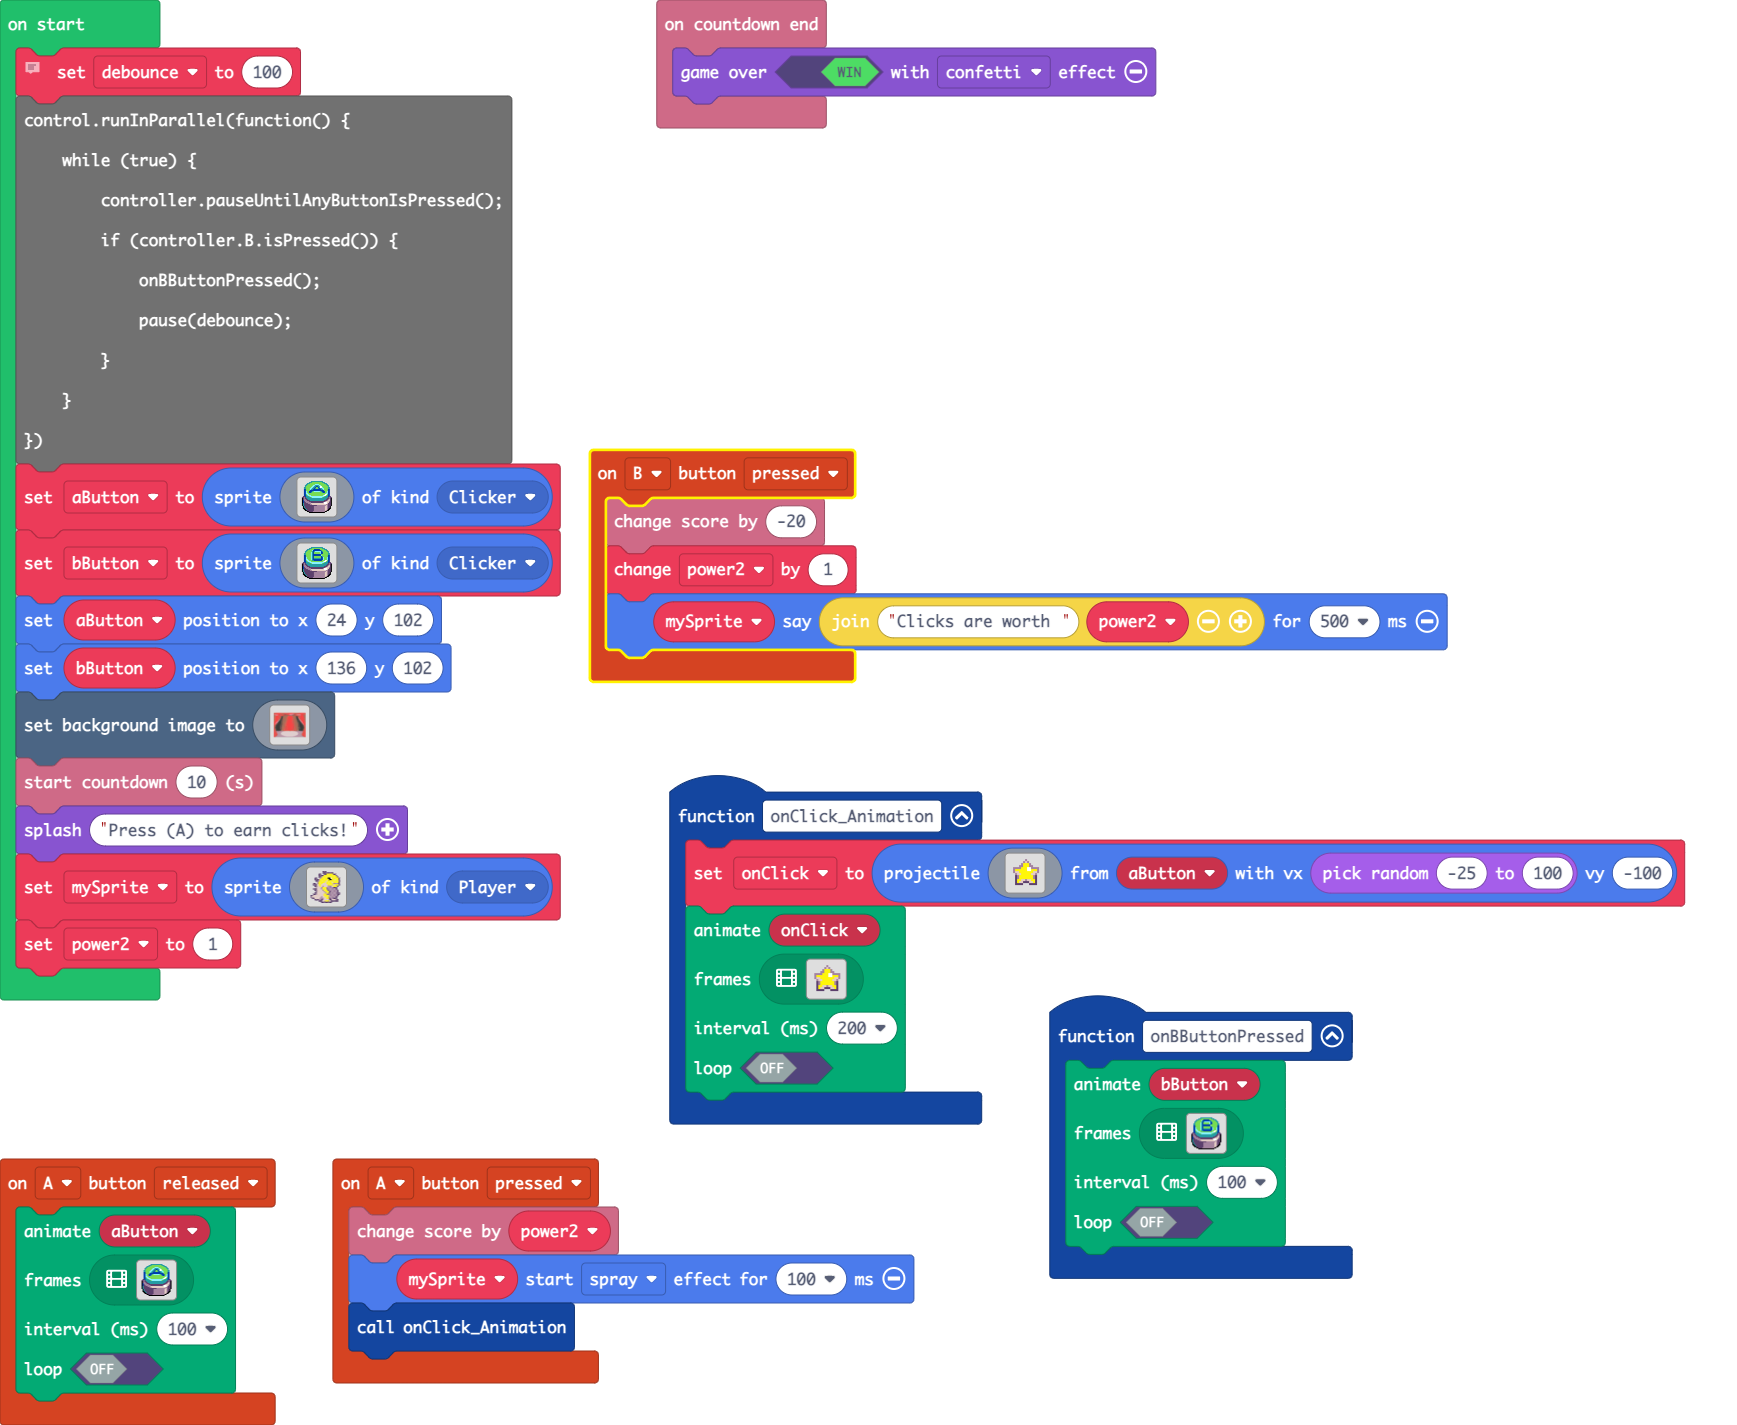 on start
set debounce to 100
control.runInParallel(function() {
while (true) {
controller.pauseUntilAnyButtonIsPressed();
if (controller.B.isPressed()) {
onBButtonPressed();
pause(debounce);
}
}
})
set aButton to sprite A of kind Clicker
set bButton to sprite B of kind Clicker
set aButton position to x 24 y 102
set bButton position to x 136 y 102
set background image to
start countdown 10 (s)
splash "Press (A) to earn clicks!"
set mySprite to sprite of kind Player
set power2 to 1
on countdown end
game over WIN with confetti effect
on B button pressed
change score by -20
change power2 by 1
mySprite say join "Clicks are worth " power2 for 500 ms
function onClick_Animation
set onClick to projectile from aButton with vx pick random -25 to 100 vy -100
animate onClick
frames
interval (ms) 200
loop OFF
function onBButtonPressed
animate bButton
frames B
interval (ms) 100
loop OFF
on A button released
animate aButton
frames A
interval (ms) 100
loop OFF
on A button pressed
change score by power2
mySprite start spray effect for 100 ms
call onClick_Animation